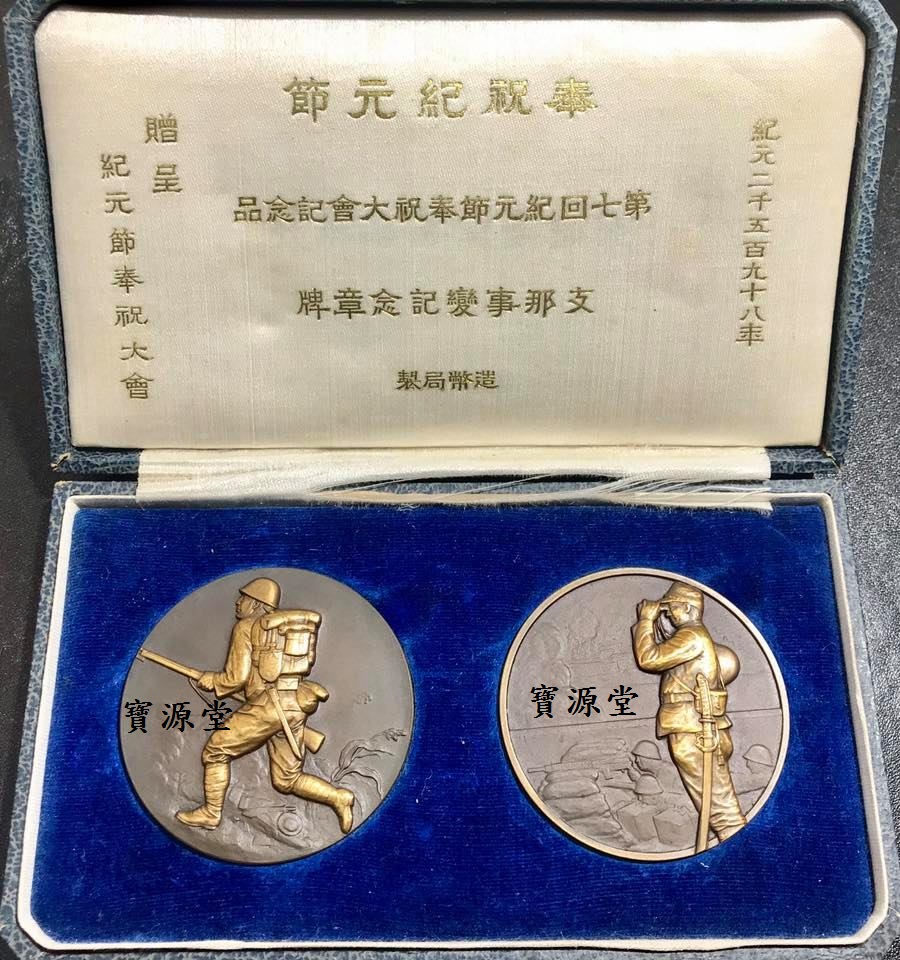 奉祝紀元節
紀元二千五百九十八年
第七回紀元節奉祝大會記念品
支那事變記念章牌
造幣局製
贈呈
紀元節奉祝大會
寶源堂
寶源堂